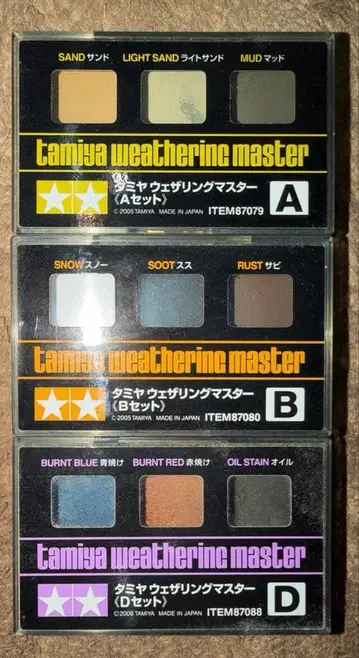 SAND サンド LIGHT SAND ライトサンド MUD マッド
tamiya weathering master
タミヤ ウェザリングマスター
《Aセット》
© 2005 TAMIYA MADE IN JAPAN ITEM87079
A
SNOW スノー SOOT スス RUST サビ
tamiya weathering master
タミヤ ウェザリングマスター
《Bセット》
© 2005 TAMIYA MADE IN JAPAN ITEM87080
B
BURNT BLUE 青焼け BURNT RED 赤焼け OIL STAIN オイル
tamiya weathering master
タミヤ ウェザリングマスター
《Dセット》
© 2006 TAMIYA MADE IN JAPAN ITEM87088
D